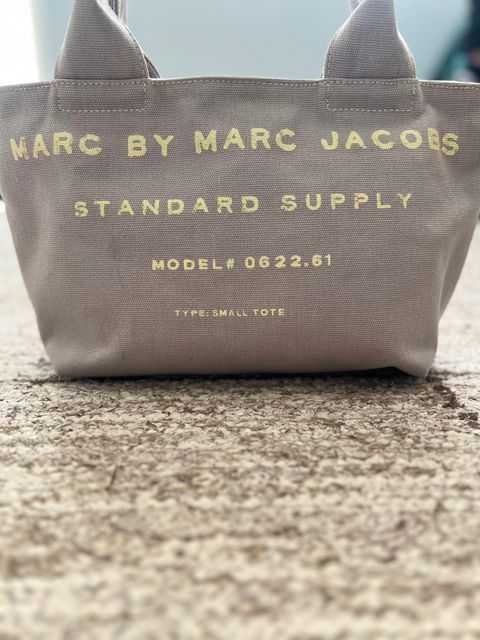 MARC BY MARC JACOBS
STANDARD SUPPLY
MODEL# 0622.61
TYPE: SMALL TOTE